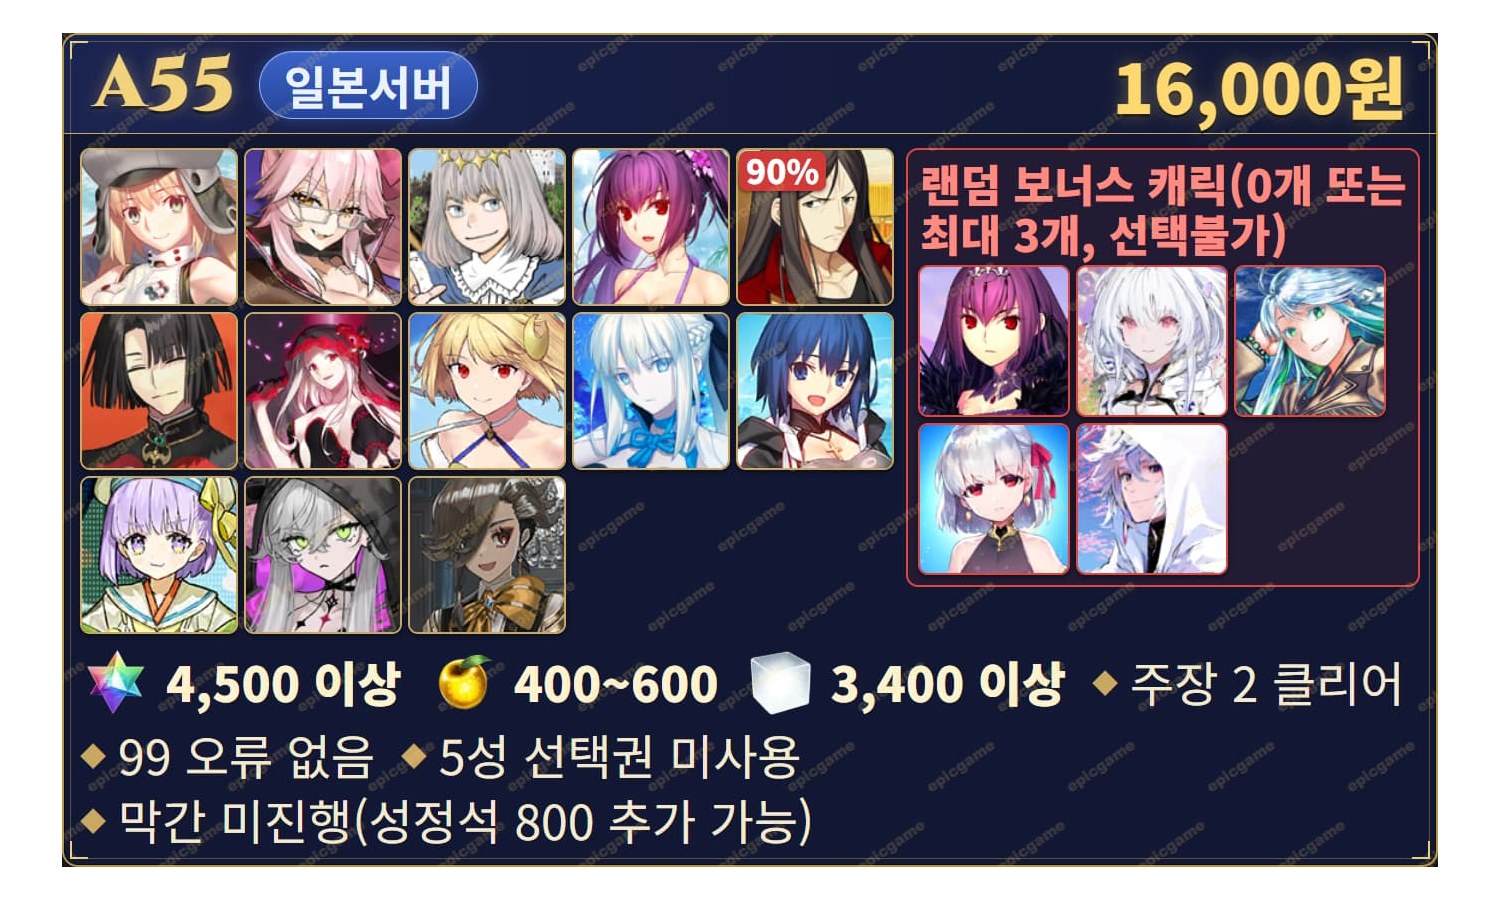 A55 일본서버 16,000원
90%
랜덤 보너스 캐릭(0개 또는
최대 3개, 선택불가)
4,500 이상 400~600 3,400 이상 ◆ 주장 2 클리어
◆ 99 오류 없음 ◆ 5성 선택권 미사용
◆ 막간 미진행(성정석 800 추가 가능)
epicgame